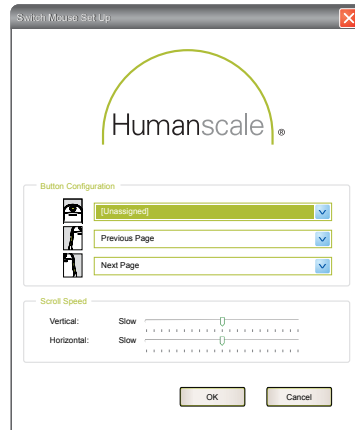 Switch Mouse Set Up
Humanscale ®
Button Configuration
[Unassigned]
Previous Page
Next Page
Scroll Speed
Vertical: Slow
Horizontal: Slow
OK Cancel